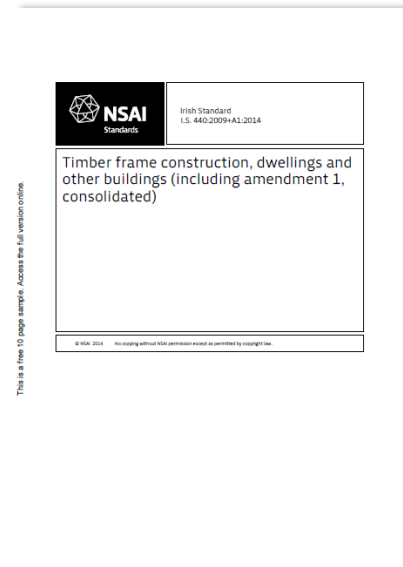 NSAI
Standards
Irish Standard
I.S. 440:2009+A1:2014
Timber frame construction, dwellings and
other buildings (including amendment 1,
consolidated)
© NSAI 2014 No copying without NSAI permission except as permitted by copyright law.
This is a free 10 page sample. Access the full version online.